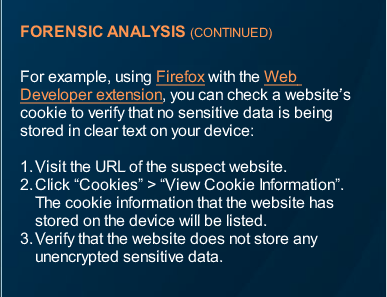 FORENSIC ANALYSIS (CONTINUED)
For example, using Firefox with the Web
Developer extension, you can check a website's
cookie to verify that no sensitive data is being
stored in clear text on your device:
1. Visit the URL of the suspect website.
2. Click “Cookies” > “View Cookie Information”.
The cookie information that the website has
stored on the device will be listed.
3. Verify that the website does not store any
unencrypted sensitive data.